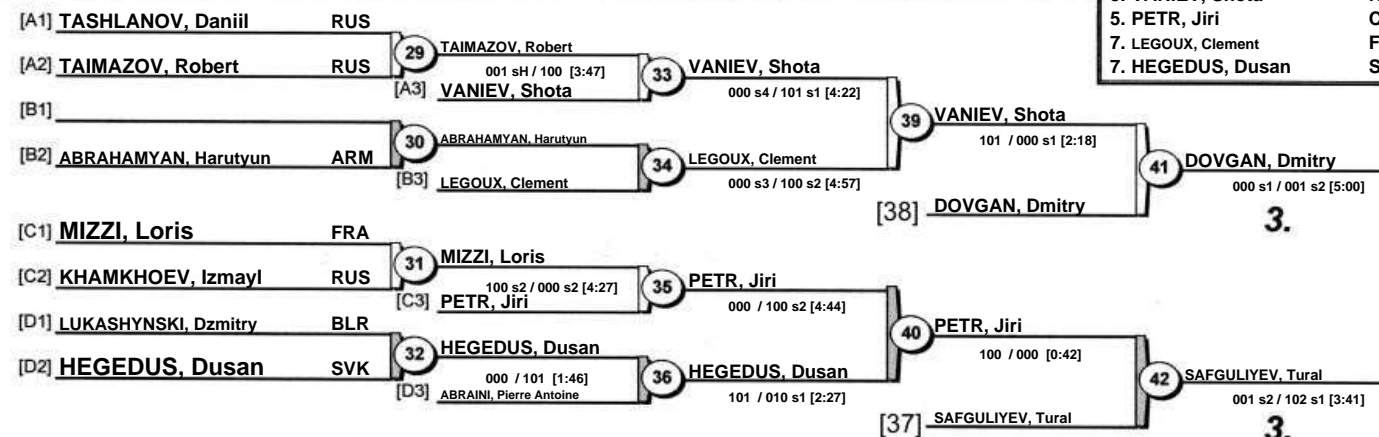 VANIEV, Shota
5. PETR, Jiri C
7. LEGOUX, Clement F
7. HEGEDUS, Dusan S
[A1] TASHLANOV, Daniil RUS
[A2] TAIMAZOV, Robert RUS
29
TAIMAZOV, Robert
001 sH / 100 [3:47]
[A3] VANIEV, Shota
33
VANIEV, Shota
000 s4 / 101 s1 [4:22]
[B1]
[B2] ABRAHAMYAN, Harutyun ARM
30
ABRAHAMYAN, Harutyun
[B3] LEGOUX, Clement
34
LEGOUX, Clement
000 s3 / 100 s2 [4:57]
39
VANIEV, Shota
101 / 000 s1 [2:18]
[38] DOVGAN, Dmitry
41
DOVGAN, Dmitry
000 s1 / 001 s2 [5:00]
3.
[C1] MIZZI, Loris FRA
[C2] KHAMKHOEV, Izmayl RUS
31
MIZZI, Loris
100 s2 / 000 s2 [4:27]
[C3] PETR, Jiri
35
PETR, Jiri
000 / 100 s2 [4:44]
[D1] LUKASHYNSKI, Dzmitry BLR
[D2] HEGEDUS, Dusan SVK
32
HEGEDUS, Dusan
000 / 101 [1:46]
[D3] ABRAINI, Pierre Antoine
36
HEGEDUS, Dusan
101 / 010 s1 [2:27]
40
PETR, Jiri
100 / 000 [0:42]
[37] SAFGULIYEV, Tural
42
SAFGULIYEV, Tural
001 s2 / 102 s1 [3:41]
3.